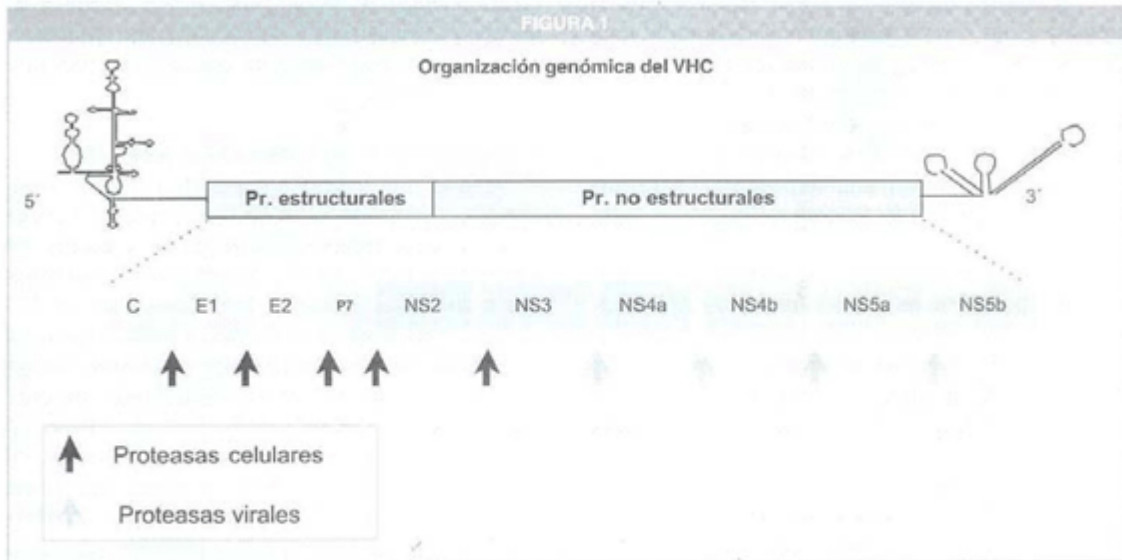 FIGURA 1
Organización genómica del VHC
5´ Pr. estructurales Pr. no estructurales 3´
C E1 E2 P7 NS2 NS3 NS4a NS4b NS5a NS5b
Proteasas celulares
Proteasas virales